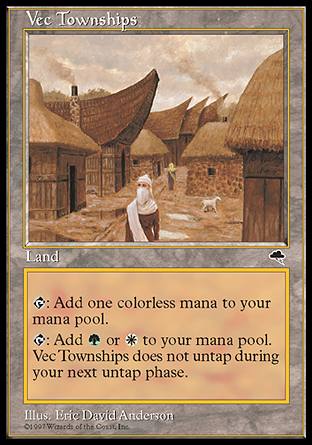 Vec Townships
Land
: Add one colorless mana to your
mana pool.
: Add or to your mana pool.
Vec Townships does not untap during
your next untap phase.
Illus. Eric David Anderson
©1997 Wizards of the Coast, Inc.